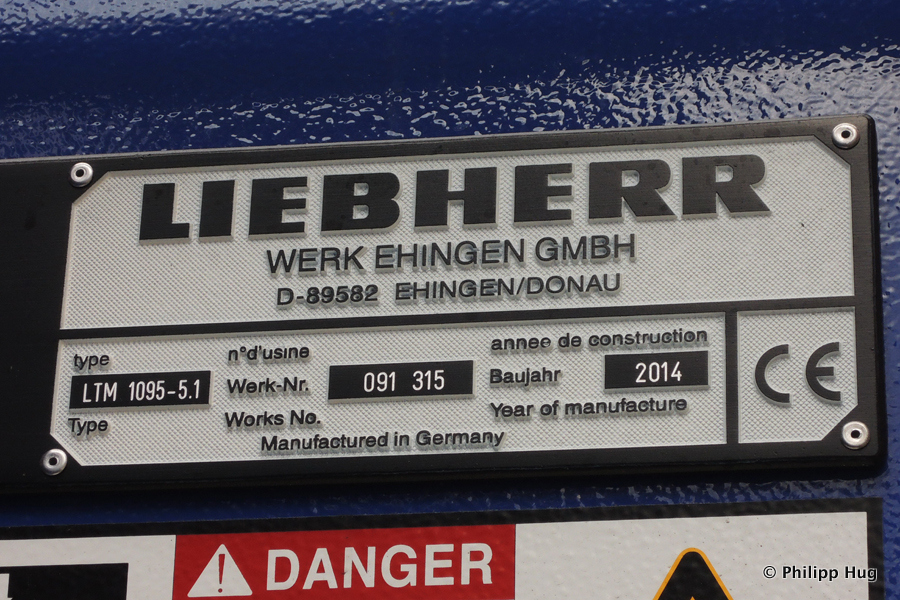 LIEBHERR
WERK EHINGEN GMBH
D-89582 EHINGEN/DONAU
type
LTM 1095-5.1
Type
n°d'usine
Werk-Nr. 091 315
Works No.
annee de construction
Baujahr 2014
Year of manufacture
Manufactured in Germany
CE
DANGER
© Philipp Hug